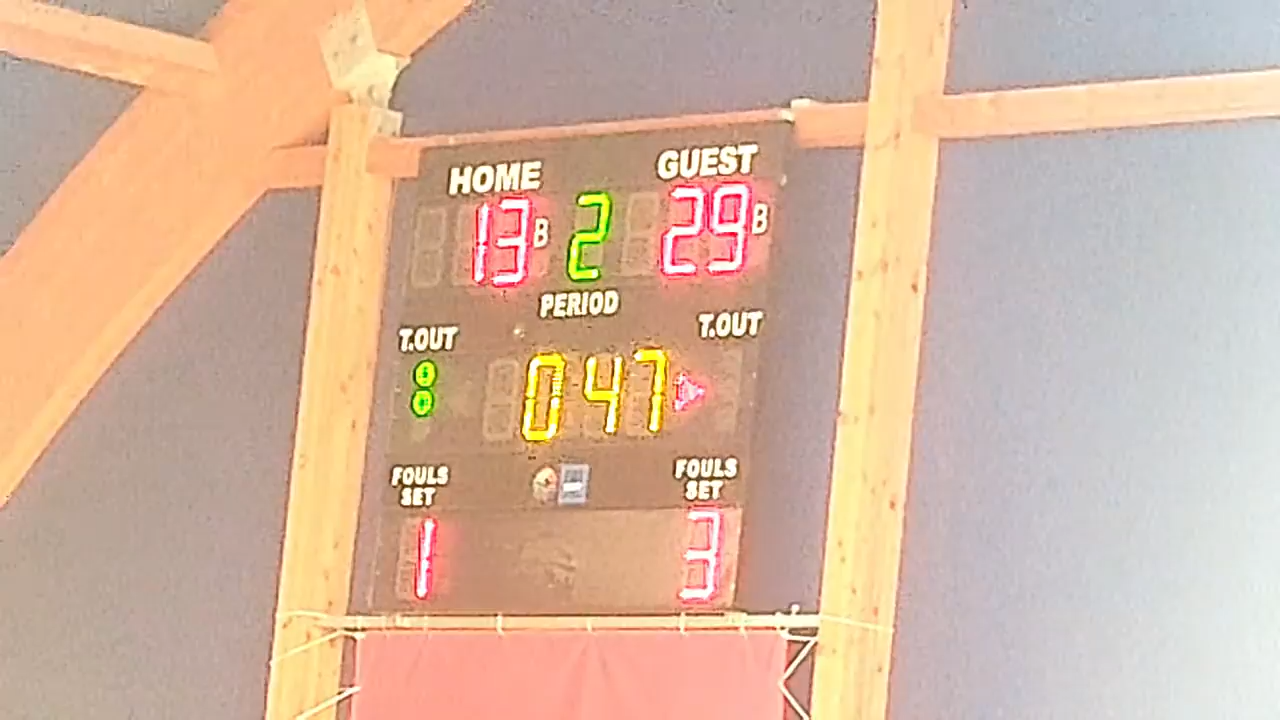 HOME GUEST
13 B 2 29 B
PERIOD
T.OUT T.OUT
0 47
FOULS SET FOULS SET
1 3